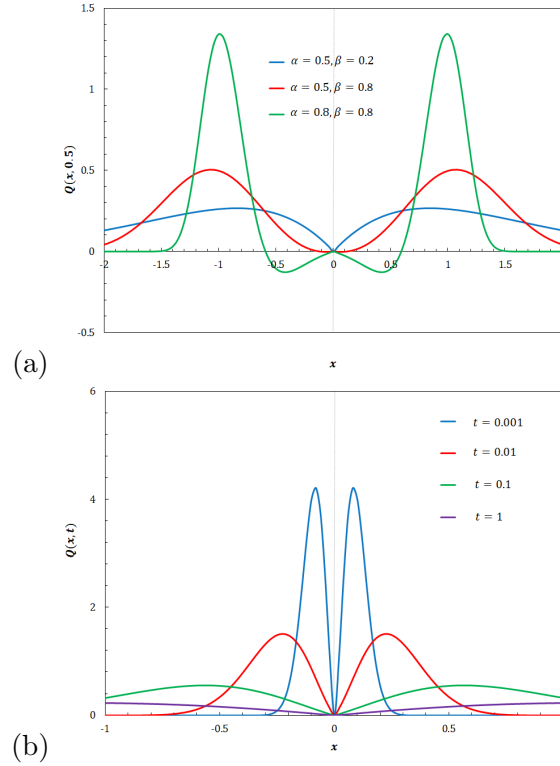 1.5
α = 0.5, β = 0.2
1
α = 0.5, β = 0.8
α = 0.8, β = 0.8
Q(x, 0.5)
0.5
0
-2 -1.5 -1 -0.5 0 0.5 1 1.5
-0.5
(a)
x
6
t = 0.001
t = 0.01
4
t = 0.1
t = 1
Q(x, t)
2
0
-1 -0.5 0 0.5
(b)
x